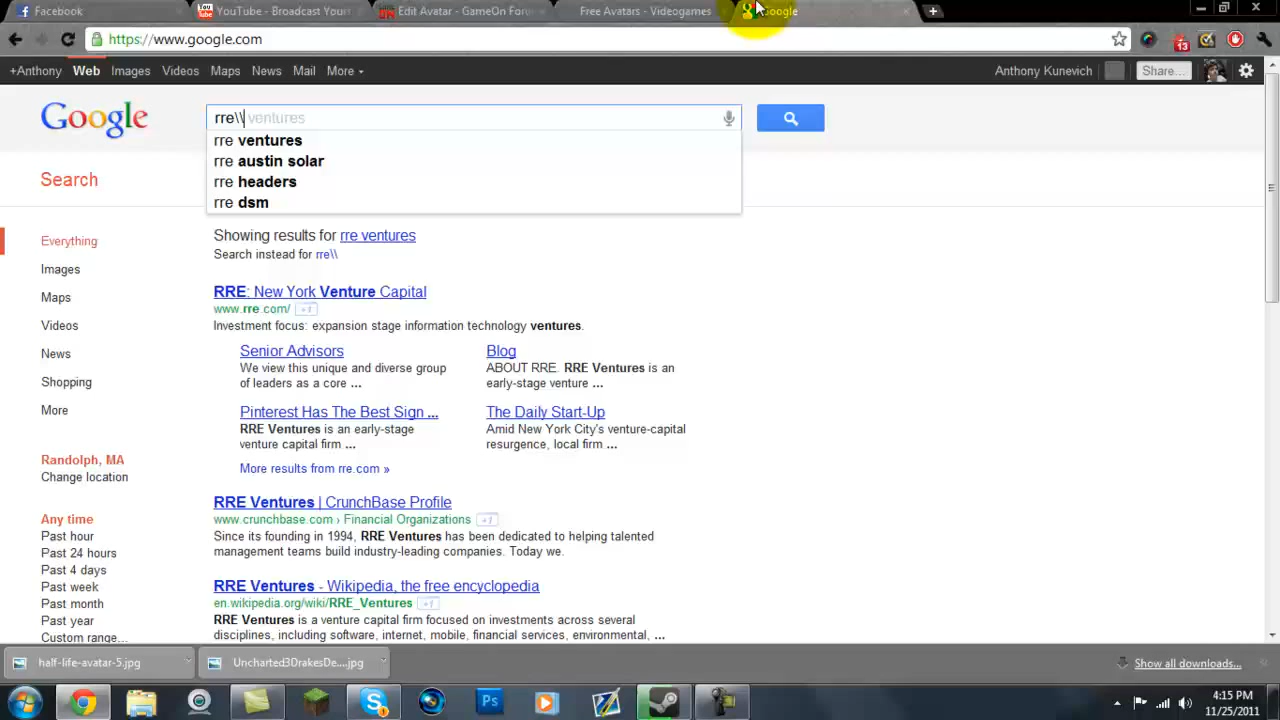 Facebook
YouTube - Broadcast Yours
Edit Avatar - GameOn Foru
Free Avatars - Videogames
Google
https://www.google.com
13
+Anthony Web Images Videos Maps News Mail More
Anthony Kunevich
Share...
Google
rre\\ ventures
rre ventures
rre austin solar
rre headers
rre dsm
Search
Everything
Images
Maps
Videos
News
Shopping
More
Randolph, MA
Change location
Any time
Past hour
Past 24 hours
Past 4 days
Past week
Past month
Past year
Custom range...
Showing results for rre ventures
Search instead for rre\\
RRE: New York Venture Capital
www.rre.com/ +1
Investment focus: expansion stage information technology ventures.
Senior Advisors
We view this unique and diverse group
of leaders as a core ...
Blog
ABOUT RRE. RRE Ventures is an
early-stage venture ...
Pinterest Has The Best Sign ...
RRE Ventures is an early-stage
venture capital firm ...
The Daily Start-Up
Amid New York City's venture-capital
resurgence, local firm ...
More results from rre.com »
RRE Ventures | CrunchBase Profile
www.crunchbase.com › Financial Organizations +1
Since its founding in 1994, RRE Ventures has been dedicated to helping talented
management teams build industry-leading companies. Today we.
RRE Ventures - Wikipedia, the free encyclopedia
en.wikipedia.org/wiki/RRE_Ventures +1
RRE Ventures is a venture capital firm focused on investments across several
disciplines, including software, internet, mobile, financial services, environmental, ...
half-life-avatar-5.jpg
Uncharted3DrakesDe....jpg
Show all downloads...
Ps
4:15 PM
11/25/2011